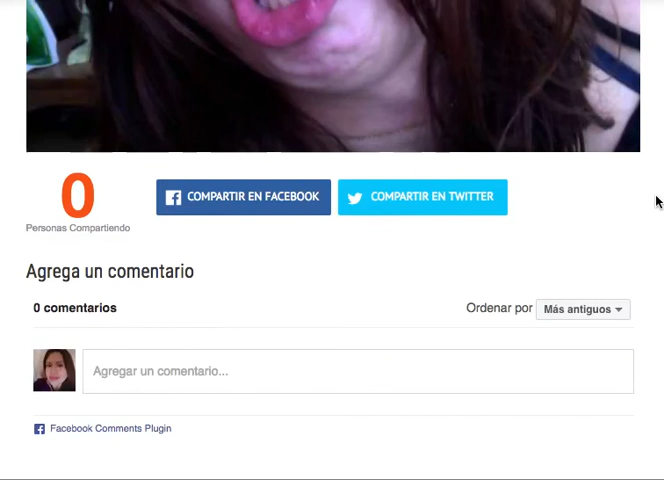 0
Personas Compartiendo
COMPARTIR EN FACEBOOK
COMPARTIR EN TWITTER
Agrega un comentario
0 comentarios
Ordenar por Más antiguos
Agregar un comentario...
Facebook Comments Plugin